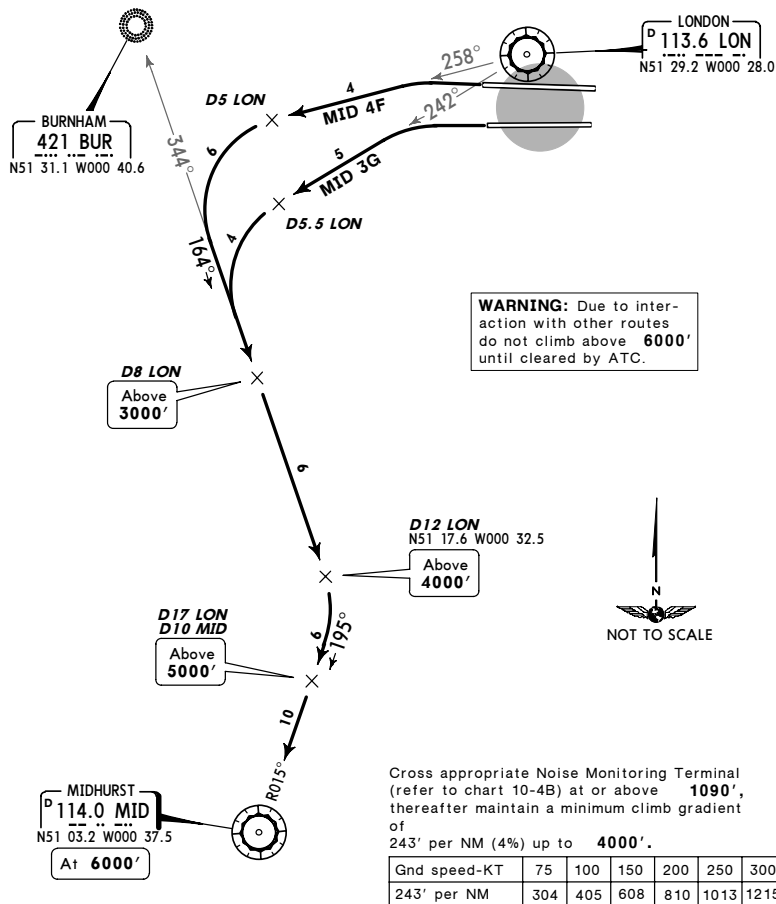 LONDON
D 113.6 LON
N51 29.2 W000 28.0
258°
242°
4
MID 4F
5
MID 3G
D5 LON
D5.5 LON
BURNHAM
421 BUR
N51 31.1 W000 40.6
344°
6
4
164°
WARNING: Due to inter-
action with other routes
do not climb above 6000'
until cleared by ATC.
D8 LON
Above
3000'
6
D12 LON
N51 17.6 W000 32.5
Above
4000'
N
NOT TO SCALE
D17 LON
D10 MID
Above
5000'
6
195°
10
R015°
MIDHURST
D 114.0 MID
N51 03.2 W000 37.5
At 6000'
Cross appropriate Noise Monitoring Terminal
(refer to chart 10-4B) at or above 1090',
thereafter maintain a minimum climb gradient
of
243' per NM (4%) up to 4000'.
Gnd speed-KT 75 100 150 200 250 300
243' per NM 304 405 608 810 1013 1215